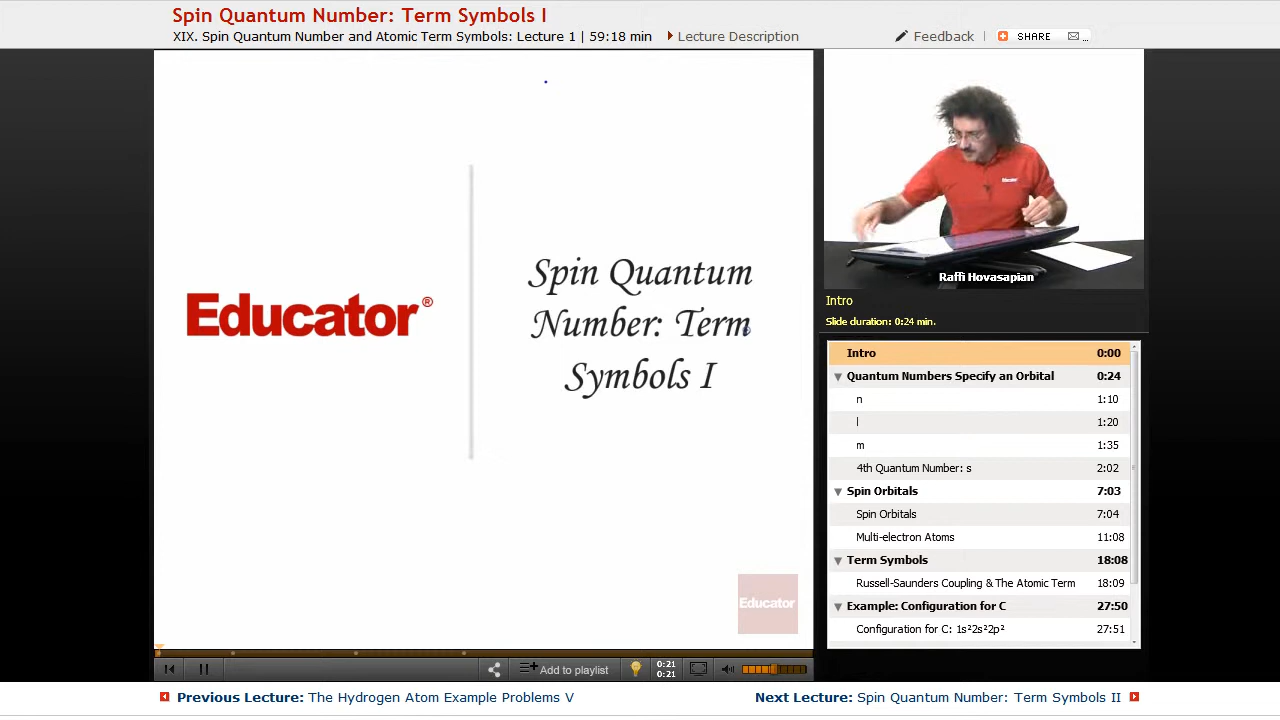 Spin Quantum Number: Term Symbols I
XIX. Spin Quantum Number and Atomic Term Symbols: Lecture 1 | 59:18 min
Lecture Description
Feedback
SHARE
Educator®
Spin Quantum
Number: Term
Symbols I
Educator
Educator
Raffi Hovasapian
Intro
Slide duration: 0:24 min.
Intro 0:00
Quantum Numbers Specify an Orbital 0:24
n 1:10
l 1:20
m 1:35
4th Quantum Number: s 2:02
Spin Orbitals 7:03
Spin Orbitals 7:04
Multi-electron Atoms 11:08
Term Symbols 18:08
Russell-Saunders Coupling & The Atomic Term 18:09
Example: Configuration for C 27:50
Configuration for C: 1s²2s²2p² 27:51
Add to playlist
0:21
0:21
Previous Lecture: The Hydrogen Atom Example Problems V
Next Lecture: Spin Quantum Number: Term Symbols II